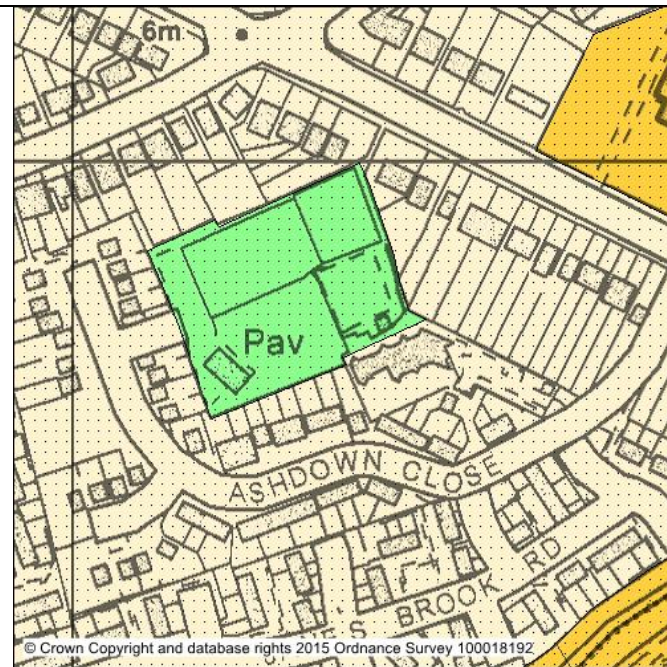 6m
Pav
ASHDOWN CLOSE
S BROOK RD
© Crown Copyright and database rights 2015 Ordnance Survey 100018192